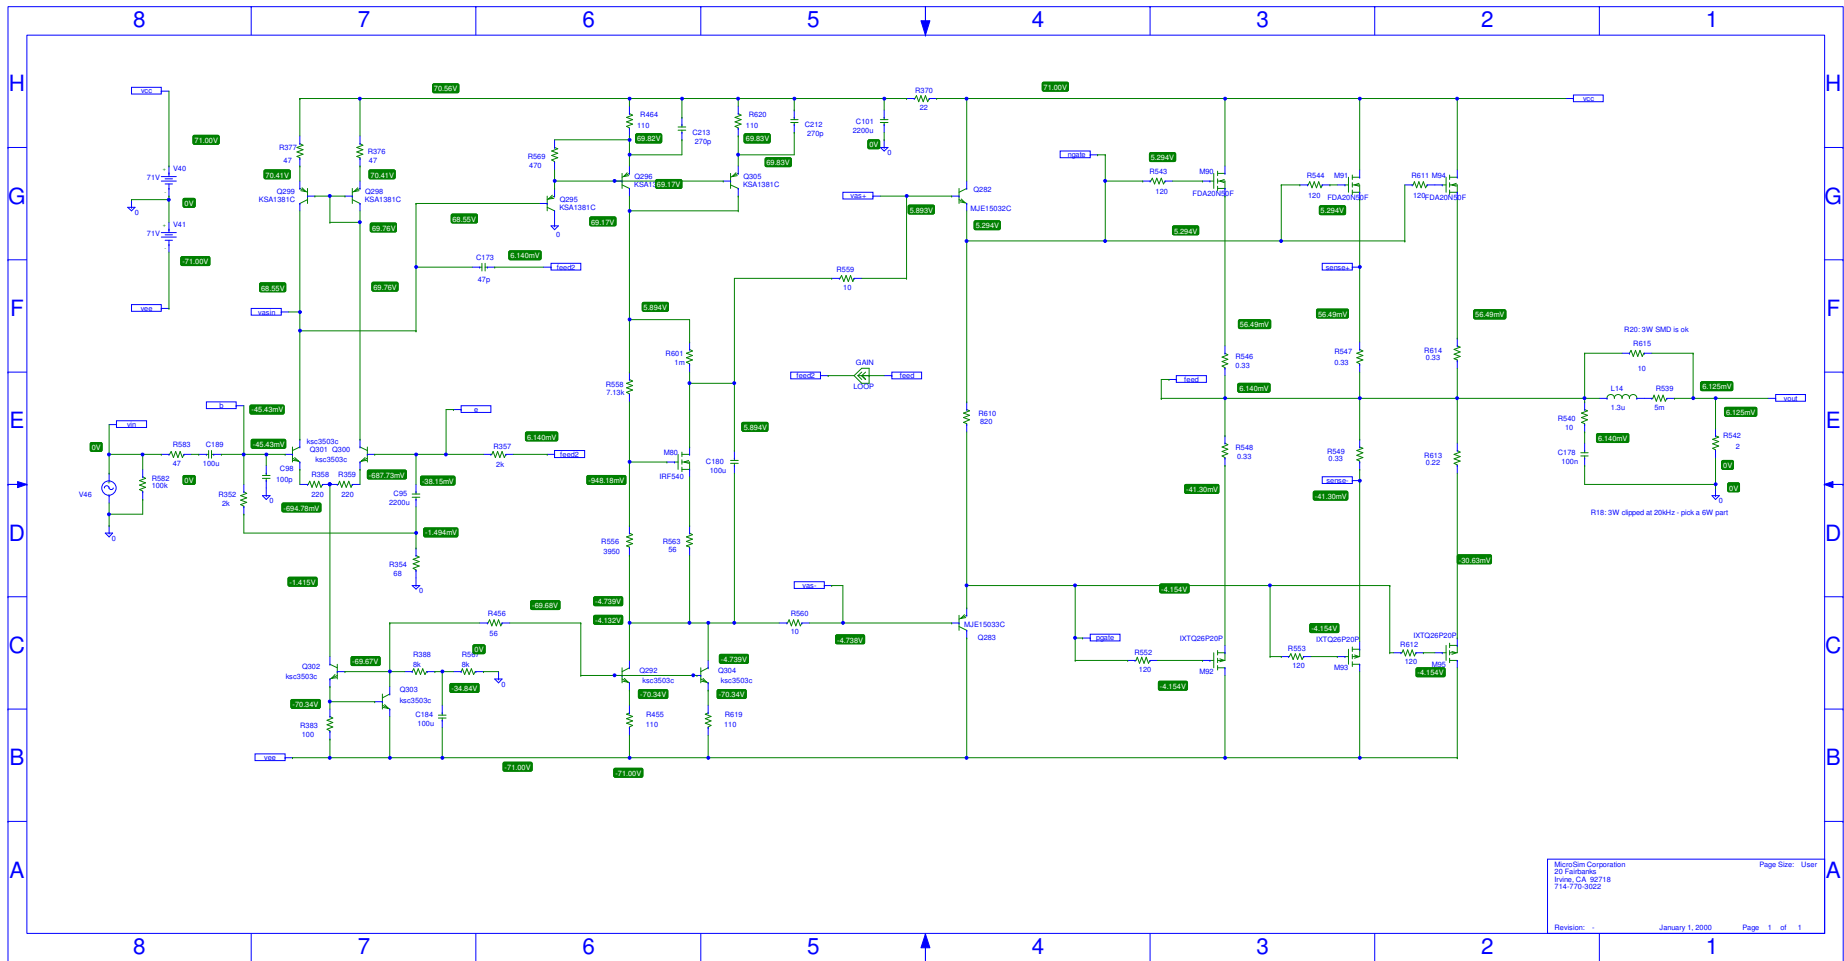 8 7 6 5 4 3 2 1
H
vcc
70.56V
R370
22
71.00V
vcc
H
71.00V
R377
47
R376
47
R464
110
C213
270p
R620
110
C212
270p
C101
2200u
0V
0
69.82V
69.83V
69.83V
R569
470
ngate
5.294V
G
V40
71V
0V
0
V41
71V
-71.00V
70.41V
70.41V
Q299
KSA1381C
Q298
KSA1381C
69.76V
68.55V
Q295
KSA1381C
0
Q296
69.17V
69.17V
Q305
KSA1381C
vas+
5.893V
Q282
MJE15032C
5.294V
R543
120
M90
FDA20N50F
5.294V
R544
120
M91
FDA20N50F
5.294V
R611
120
M94
FDA20N50F
G
C173
47p
6.140mV
feed2
R559
10
sense+
F
vee
68.55V
69.76V
vasin
5.894V
56.49mV
56.49mV
56.49mV
F
R20: 3W SMD is ok
R615
10
R601
1m
GAIN
feed2
LOOP
feed
R546
0.33
R547
0.33
R614
0.33
R558
7.13k
feed
6.140mV
L14
1.3u
R539
5m
6.125mV
vout
E
b
-45.43mV
e
vin
0V
R583
47
C189
100u
-45.43mV
ksc3503c
Q301
Q300
ksc3503c
R357
2k
6.140mV
feed2
5.894V
R610
820
R540
10
6.140mV
C178
100n
6.125mV
R542
2
0V
0V
0
E
R582
100k
V46
0
0V
R352
2k
C98
100p
0
R358
220
R359
220
-687.73mV
-38.15mV
-694.78mV
C95
2200u
-948.18mV
M80
IRF540
C180
100u
R548
0.33
R549
0.33
R613
0.22
sense-
-41.30mV
-41.30mV
R18: 3W clipped at 20kHz - pick a 6W part
D
-1.494mV
R354
68
0
R556
3950
R563
56
-30.63mV
D
-1.415V
vas-
-4.154V
-69.68V
-4.739V
-4.132V
R456
56
R560
10
-4.738V
MJE15033C
Q283
pgate
-4.154V
IXTQ26P20P
IXTQ26P20P
C
Q302
ksc3503c
-69.67V
R388
8k
0V
8k
0
-34.84V
Q303
ksc3503c
Q292
ksc3503c
-4.739V
Q304
ksc3503c
-70.34V
-70.34V
R552
120
M92
-4.154V
R553
120
M93
R612
120
M95
-4.154V
C
-70.34V
R383
100
C184
100u
R455
110
R619
110
B
vee
-71.00V
-71.00V
B
A
MicroSim Corporation
20 Fairbanks
Irvine, CA 92718
714-770-3022
Page Size: User
Revision: -
January 1, 2000
Page 1 of 1
A
8 7 6 5 4 3 2 1